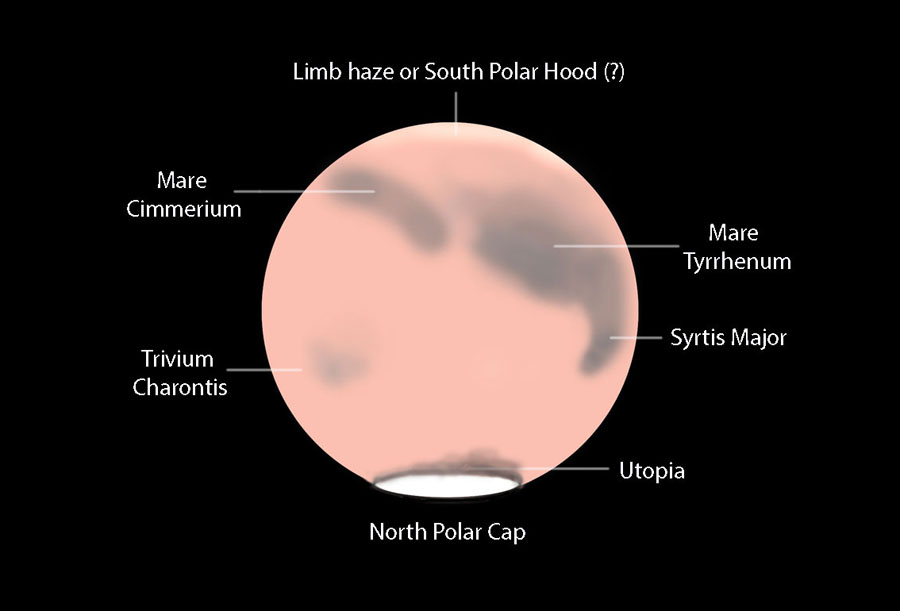 Limb haze or South Polar Hood (?)
Mare
Cimmerium
Mare
Tyrrhenum
Syrtis Major
Trivium
Charontis
Utopia
North Polar Cap